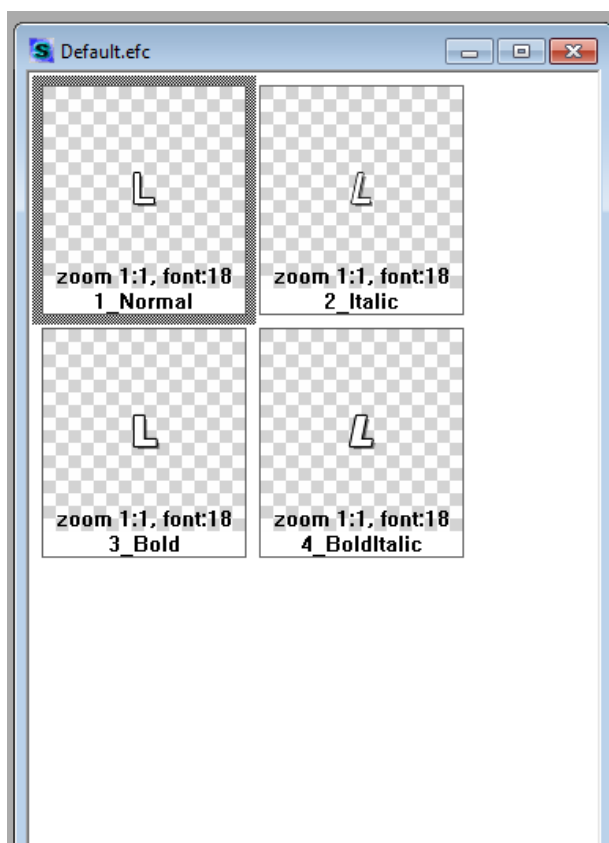 Default.efc
L
zoom 1:1, font:18
1_Normal
L
zoom 1:1, font:18
2_Italic
L
zoom 1:1, font:18
3_Bold
L
zoom 1:1, font:18
4_BoldItalic